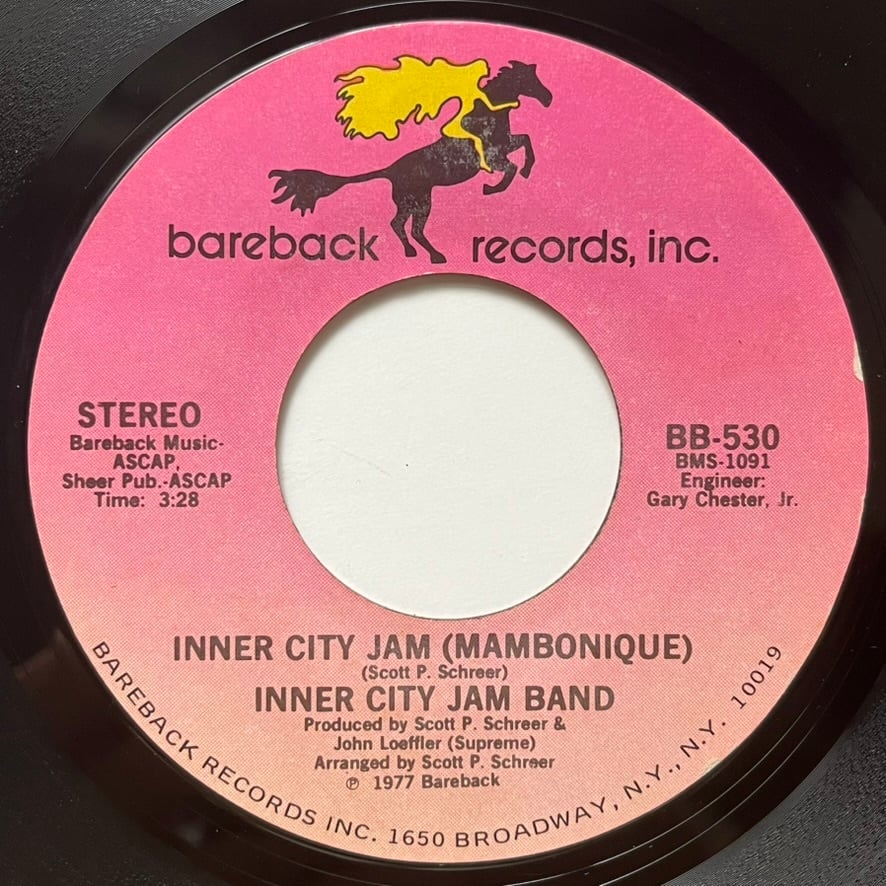 bareback records, inc.
STEREO
Bareback Music-
ASCAP,
Sheer Pub.-ASCAP
Time: 3:28
BB-530
BMS-1091
Engineer:
Gary Chester, Jr.
INNER CITY JAM (MAMBONIQUE)
(Scott P. Schreer)
INNER CITY JAM BAND
Produced by Scott P. Schreer &
John Loeffler (Supreme)
Arranged by Scott P. Schreer
℗ 1977 Bareback
BAREBACK RECORDS INC. 1650 BROADWAY, N.Y., N.Y. 10019